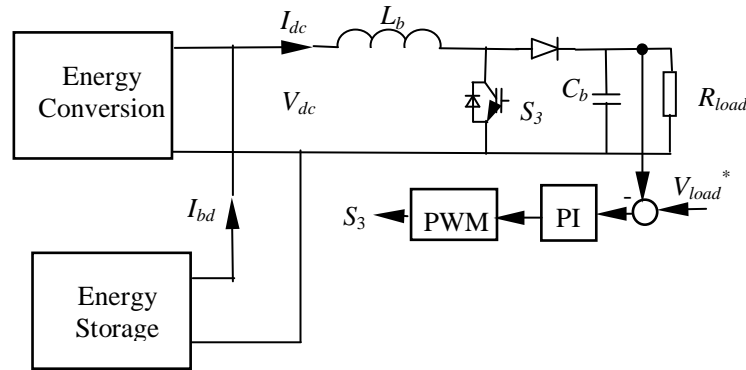 I_dc
L_b
Energy
Conversion
V_dc
S_3
C_b
R_load
I_bd
S_3
PWM
PI
-
V_load*
Energy
Storage